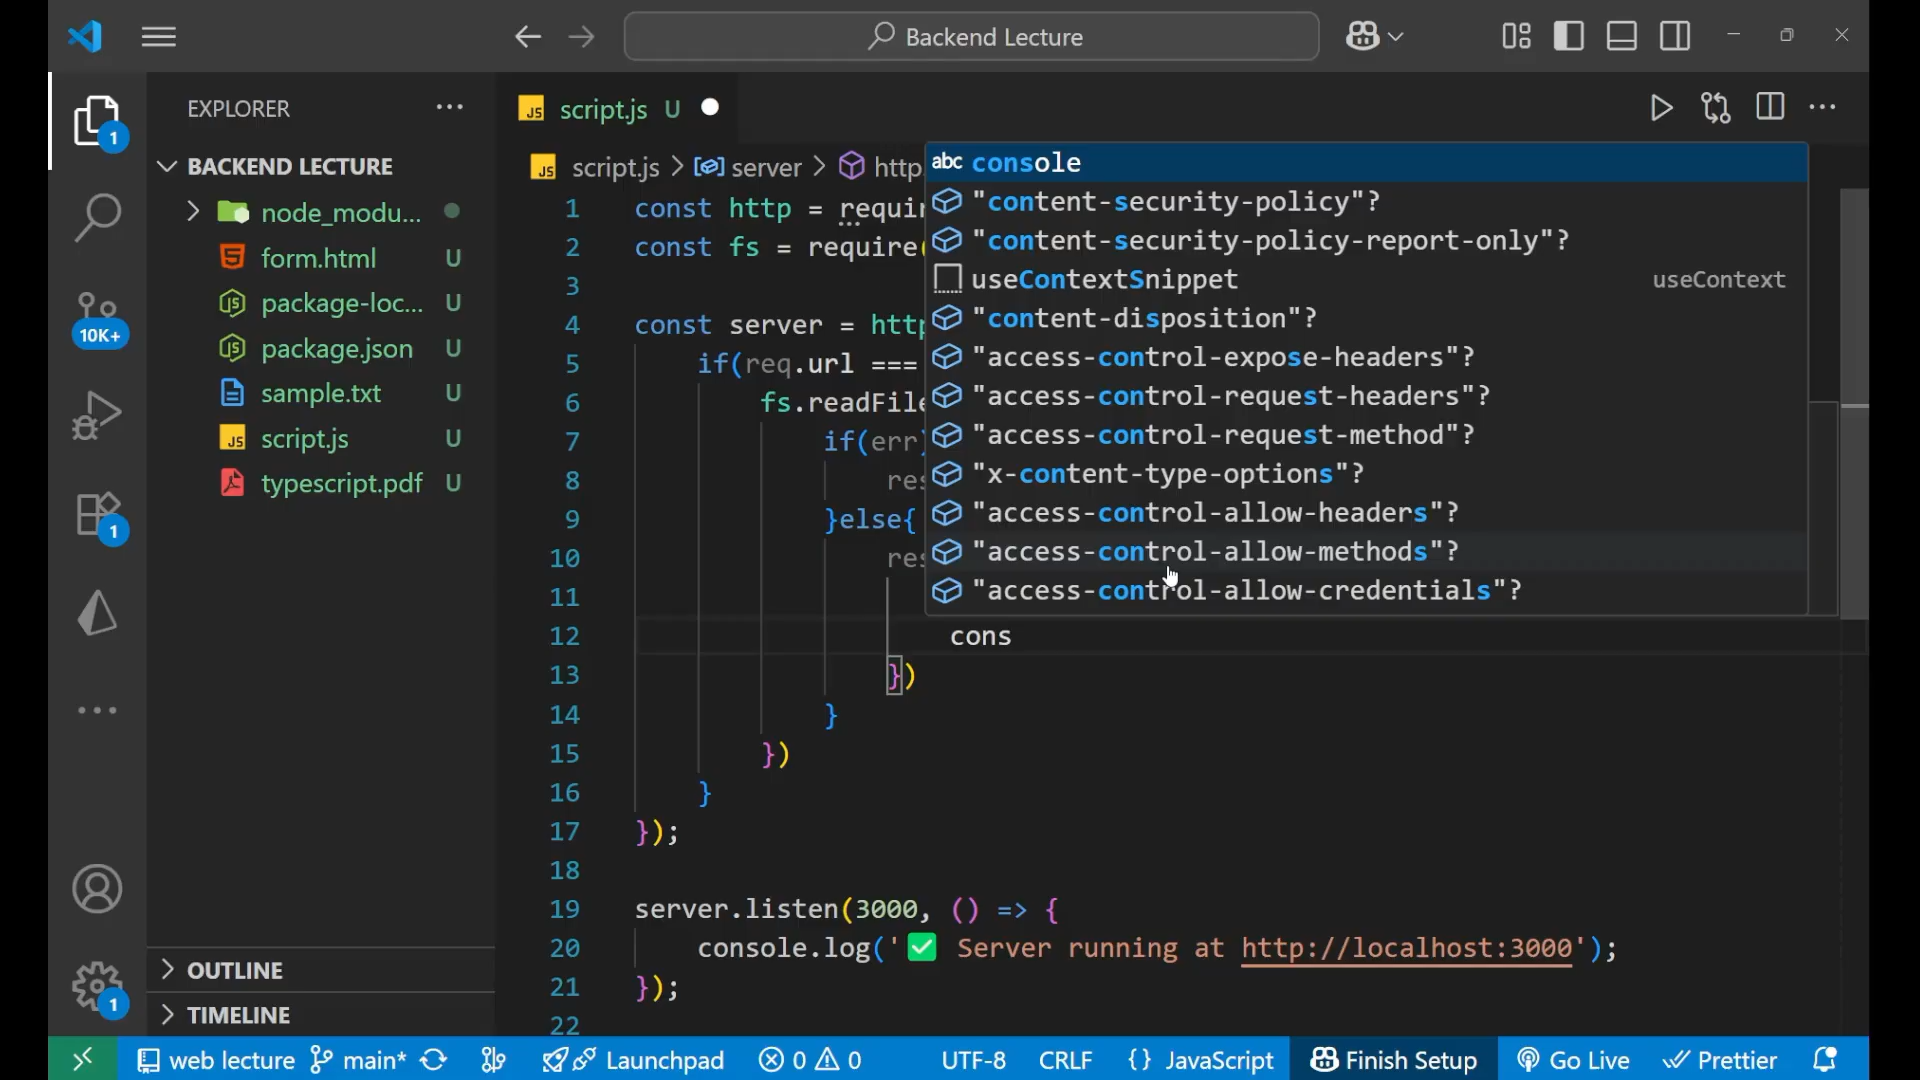 Backend Lecture
EXPLORER
script.js U
BACKEND LECTURE
node_modu...
form.html U
package-loc... U
package.json U
sample.txt U
script.js U
typescript.pdf U
1
10K+
1
1
OUTLINE
TIMELINE
script.js > server > http
1 const http = requir
2 const fs = require(
3
4 const server = http
5 if(req.url ===
6 fs.readFile
7 if(err)
8 res
9 }else{
10 res
11
12 cons
13 })
14 }
15 })
16 }
17 });
18
19 server.listen(3000, () => {
20 console.log('✅ Server running at http://localhost:3000');
21 });
22
abc console
"content-security-policy"?
"content-security-policy-report-only"?
useContextSnippet useContext
"content-disposition"?
"access-control-expose-headers"?
"access-control-request-headers"?
"access-control-request-method"?
"x-content-type-options"?
"access-control-allow-headers"?
"access-control-allow-methods"?
"access-control-allow-credentials"?
web lecture main* Launchpad 0 0 UTF-8 CRLF {} JavaScript Finish Setup Go Live Prettier